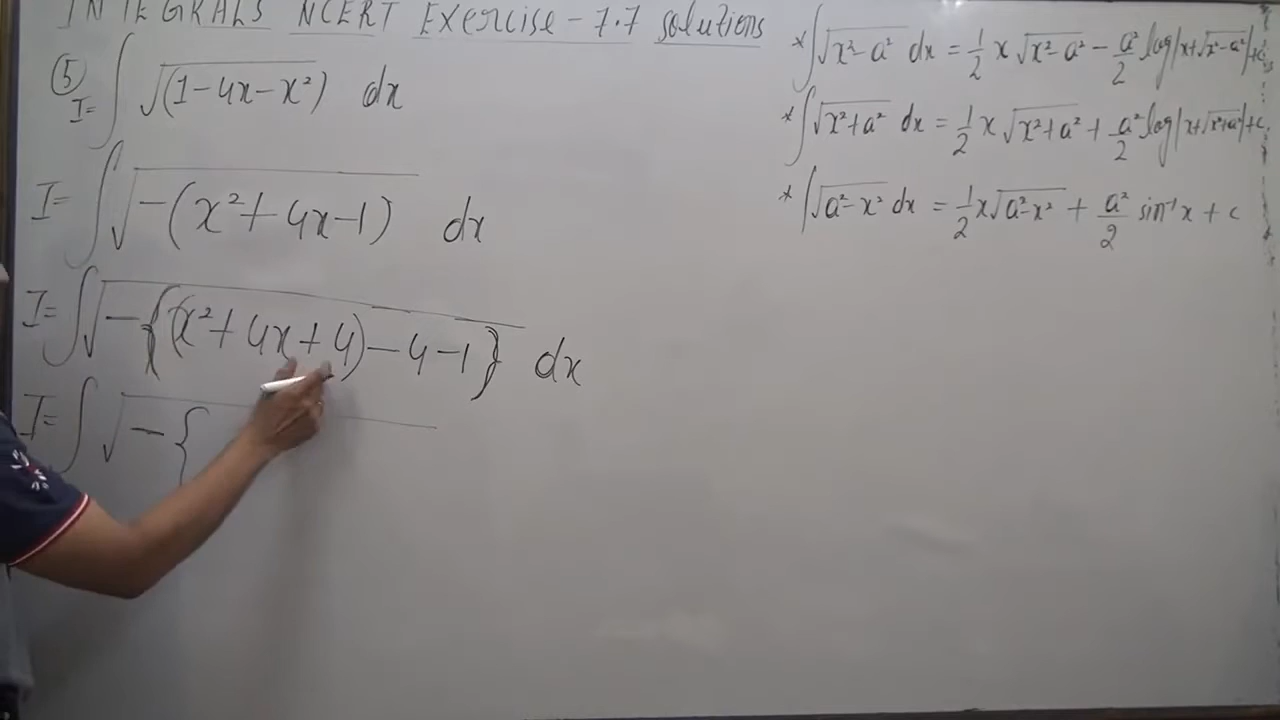 INTEGRALS NCERT EXERCISE - 7.7 solutions
⑤ I = ∫ √(1-4x-x²) dx
I = ∫ √-(x²+4x-1) dx
I = ∫ √-{(x²+4x+4)-4-1} dx
I = ∫ √-{
* ∫ √x²-a² dx = 1/2 x √x²-a² - a²/2 log|x+√x²-a²|+c
* ∫ √x²+a² dx = 1/2 x √x²+a² + a²/2 log|x+√x²+a²|+c
* ∫ √a²-x² dx = 1/2 x √a²-x² + a²/2 sin⁻¹x + c